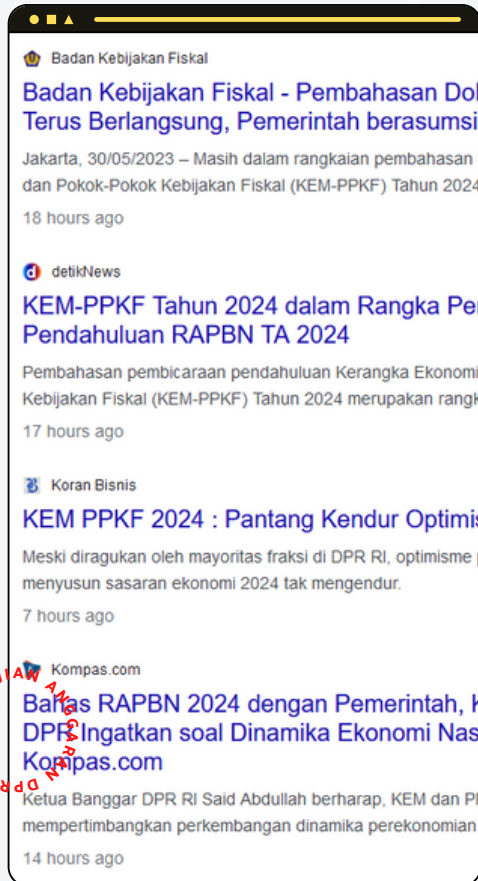 Badan Kebijakan Fiskal
Badan Kebijakan Fiskal - Pembahasan Dol
Terus Berlangsung, Pemerintah berasumsi
Jakarta, 30/05/2023 – Masih dalam rangkaian pembahasan
dan Pokok-Pokok Kebijakan Fiskal (KEM-PPKF) Tahun 2024
18 hours ago
detikNews
KEM-PPKF Tahun 2024 dalam Rangka Per
Pendahuluan RAPBN TA 2024
Pembahasan pembicaraan pendahuluan Kerangka Ekonomi
Kebijakan Fiskal (KEM-PPKF) Tahun 2024 merupakan rangk
17 hours ago
Koran Bisnis
KEM PPKF 2024 : Pantang Kendur Optimis
Meski diragukan oleh mayoritas fraksi di DPR RI, optimisme
menyusun sasaran ekonomi 2024 tak mengendur.
7 hours ago
Kompas.com
Bahas RAPBN 2024 dengan Pemerintah, K
DPR Ingatkan soal Dinamika Ekonomi Nas
Kompas.com
Ketua Banggar DPR RI Said Abdullah berharap, KEM dan P
mempertimbangkan perkembangan dinamika perekonomian
14 hours ago
IAN ANGGARAN DPR